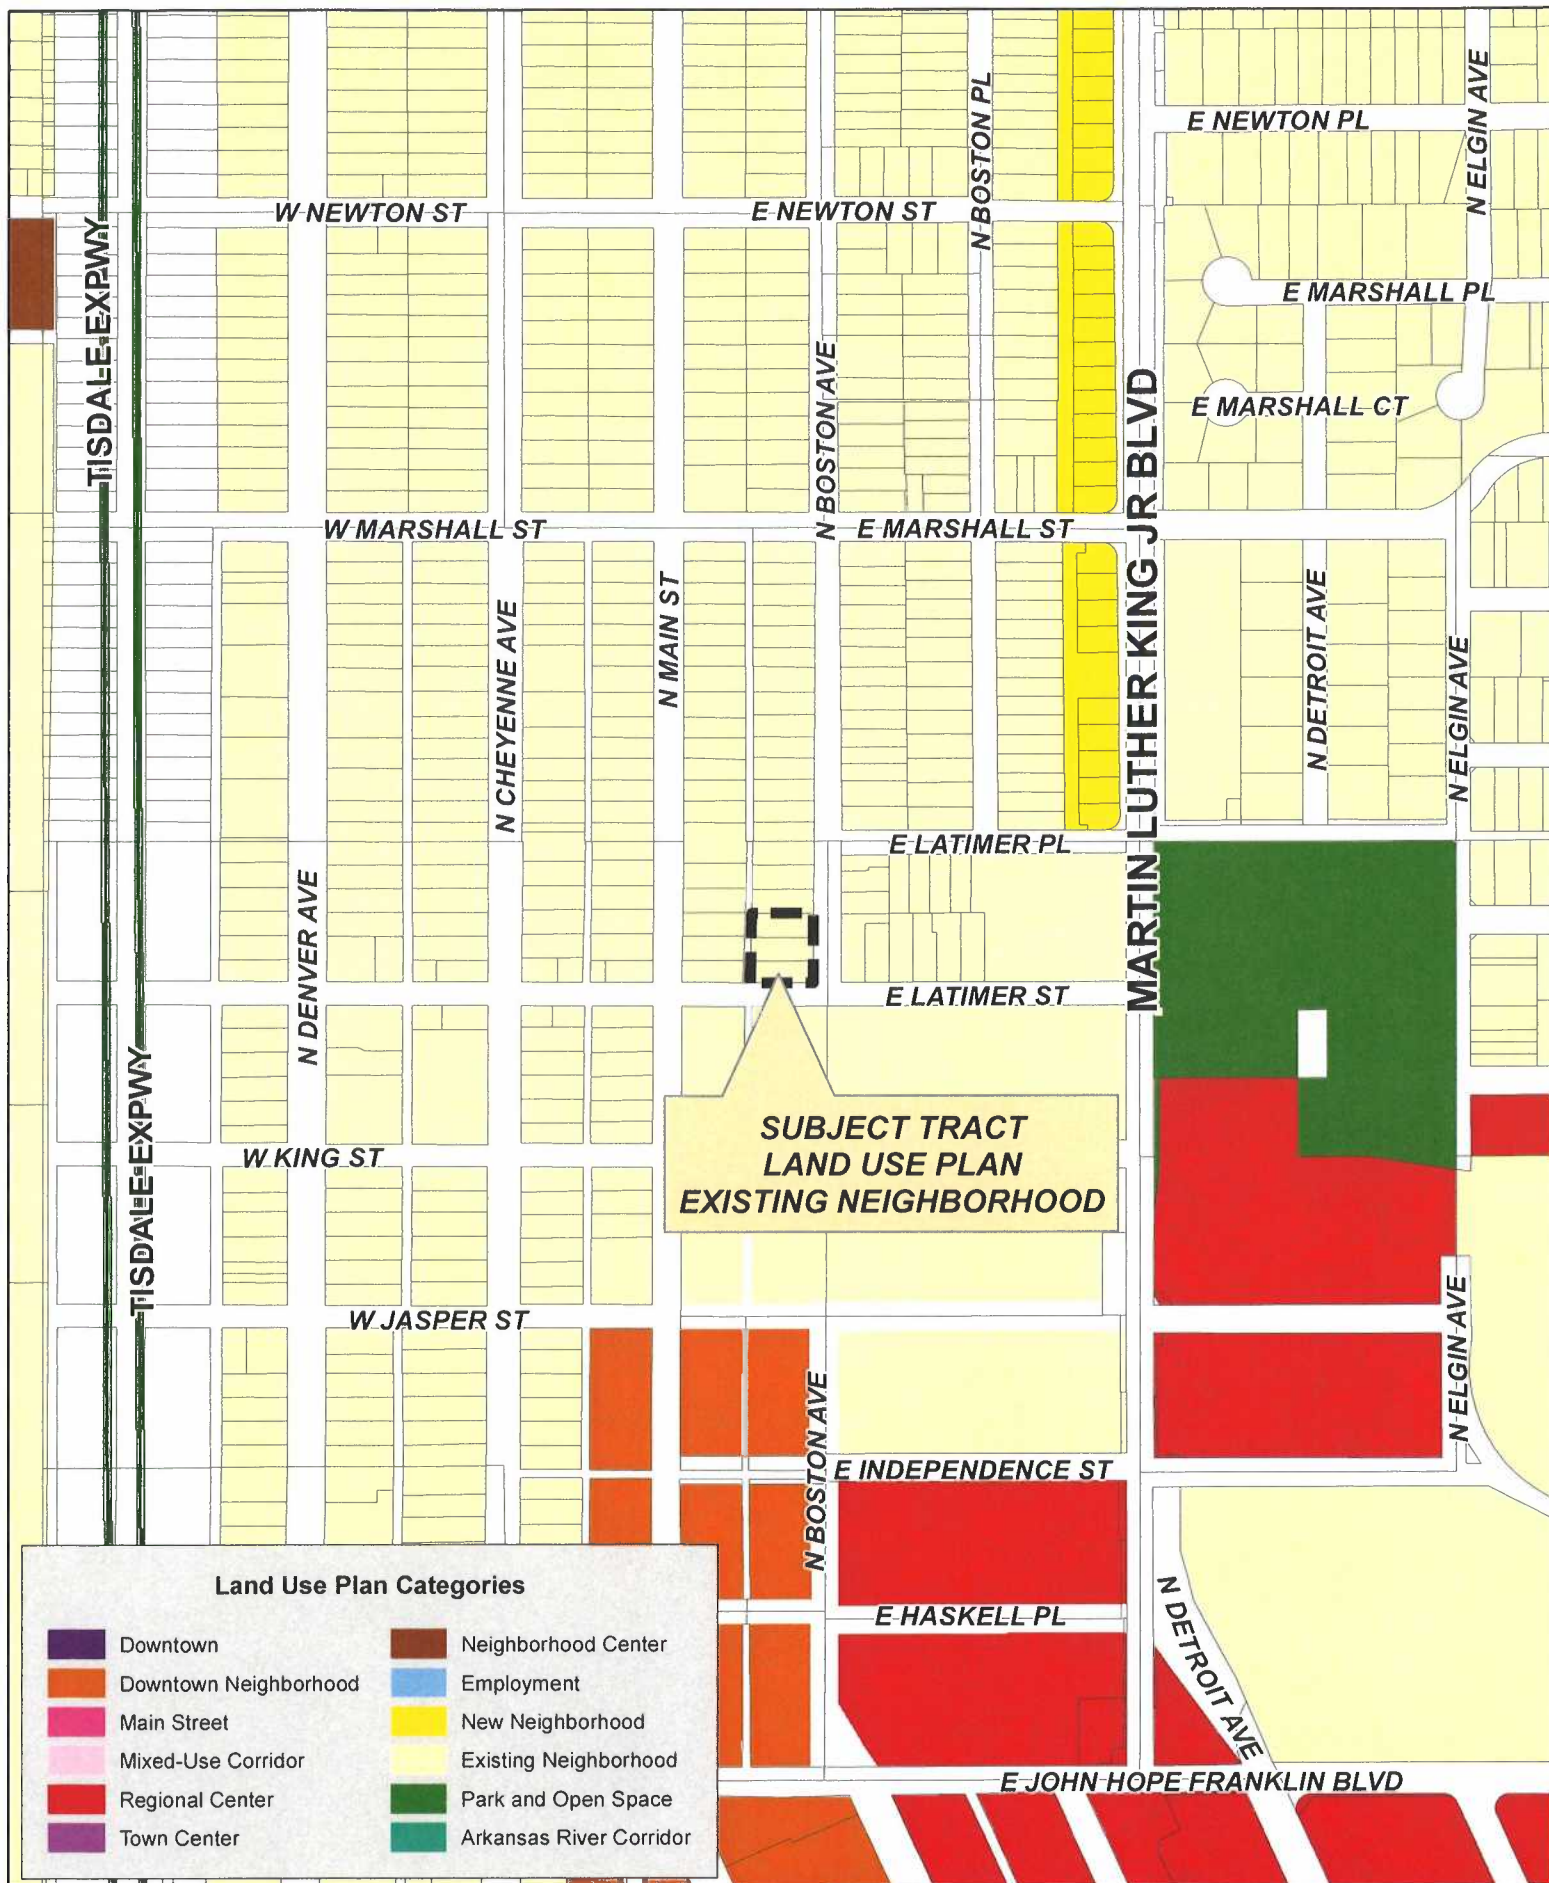 E NEWTON PL
N ELGIN AVE
N BOSTON PL
W NEWTON ST
E NEWTON ST
TISDALE EXPWY
E MARSHALL PL
N BOSTON AVE
E MARSHALL CT
MARTIN LUTHER KING JR BLVD
W MARSHALL ST
E MARSHALL ST
N MAIN ST
N CHEYENNE AVE
N DETROIT AVE
N ELGIN AVE
E LATIMER PL
N DENVER AVE
E LATIMER ST
TISDALE EXPWY
SUBJECT TRACT
LAND USE PLAN
EXISTING NEIGHBORHOOD
W KING ST
W JASPER ST
N ELGIN AVE
N BOSTON AVE
E INDEPENDENCE ST
E HASKELL PL
N DETROIT AVE
E JOHN HOPE FRANKLIN BLVD
Land Use Plan Categories
Downtown
Downtown Neighborhood
Main Street
Mixed-Use Corridor
Regional Center
Town Center
Neighborhood Center
Employment
New Neighborhood
Existing Neighborhood
Park and Open Space
Arkansas River Corridor